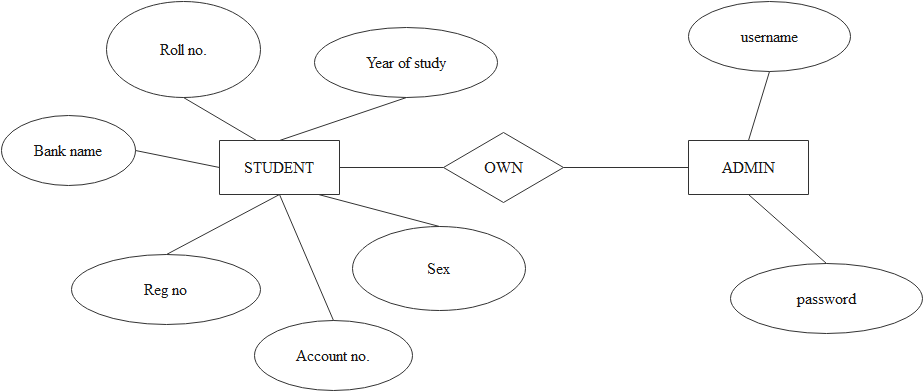 Roll no.
Year of study
username
Bank name
STUDENT
OWN
ADMIN
Reg no
Sex
password
Account no.